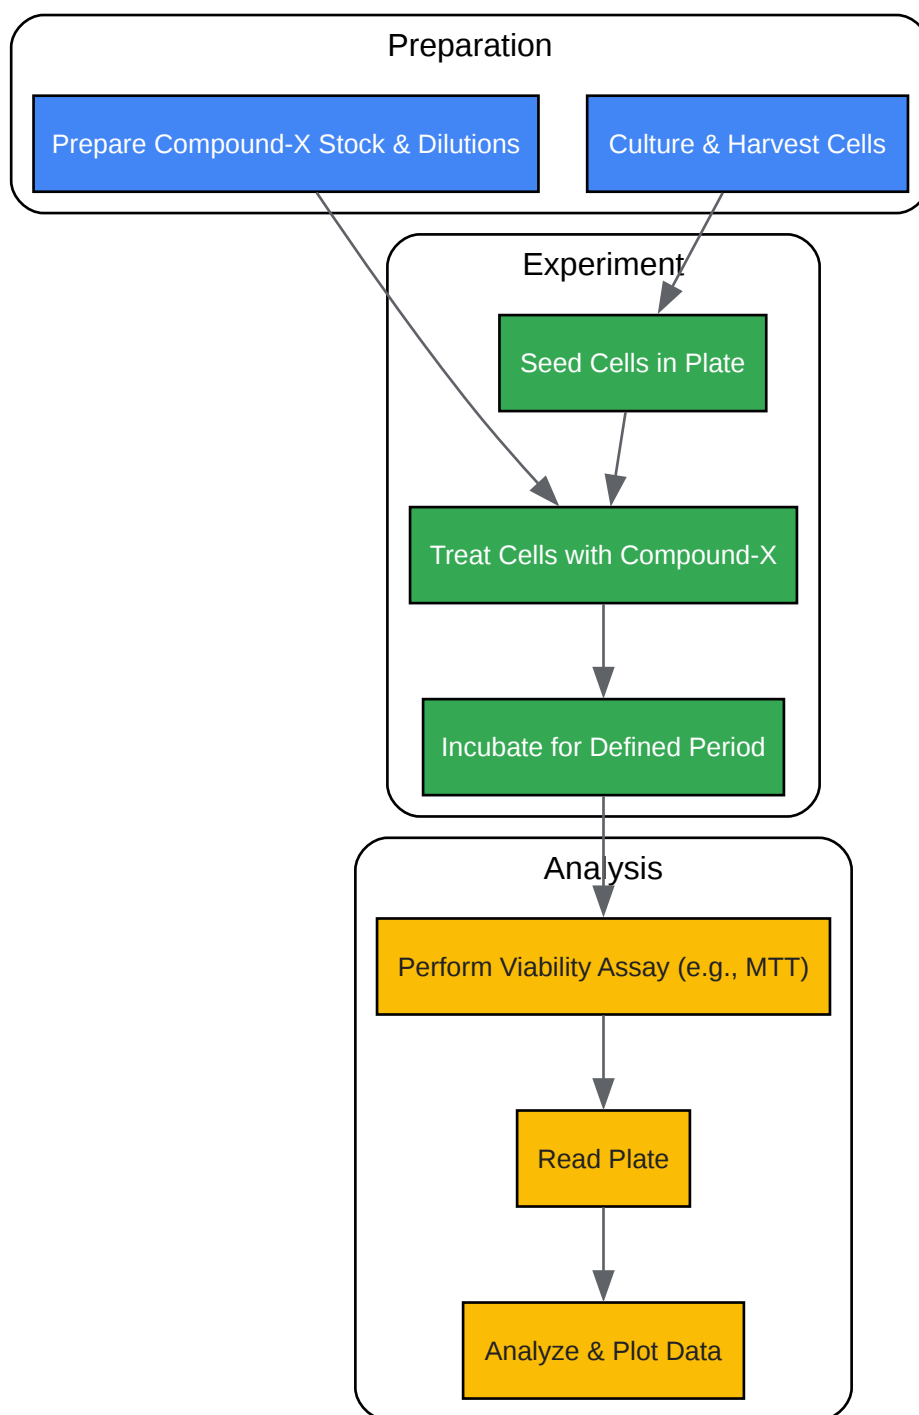 Preparation
Prepare Compound-X Stock & Dilutions
Culture & Harvest Cells
Experiment
Seed Cells in Plate
Treat Cells with Compound-X
Incubate for Defined Period
Analysis
Perform Viability Assay (e.g., MTT)
Read Plate
Analyze & Plot Data